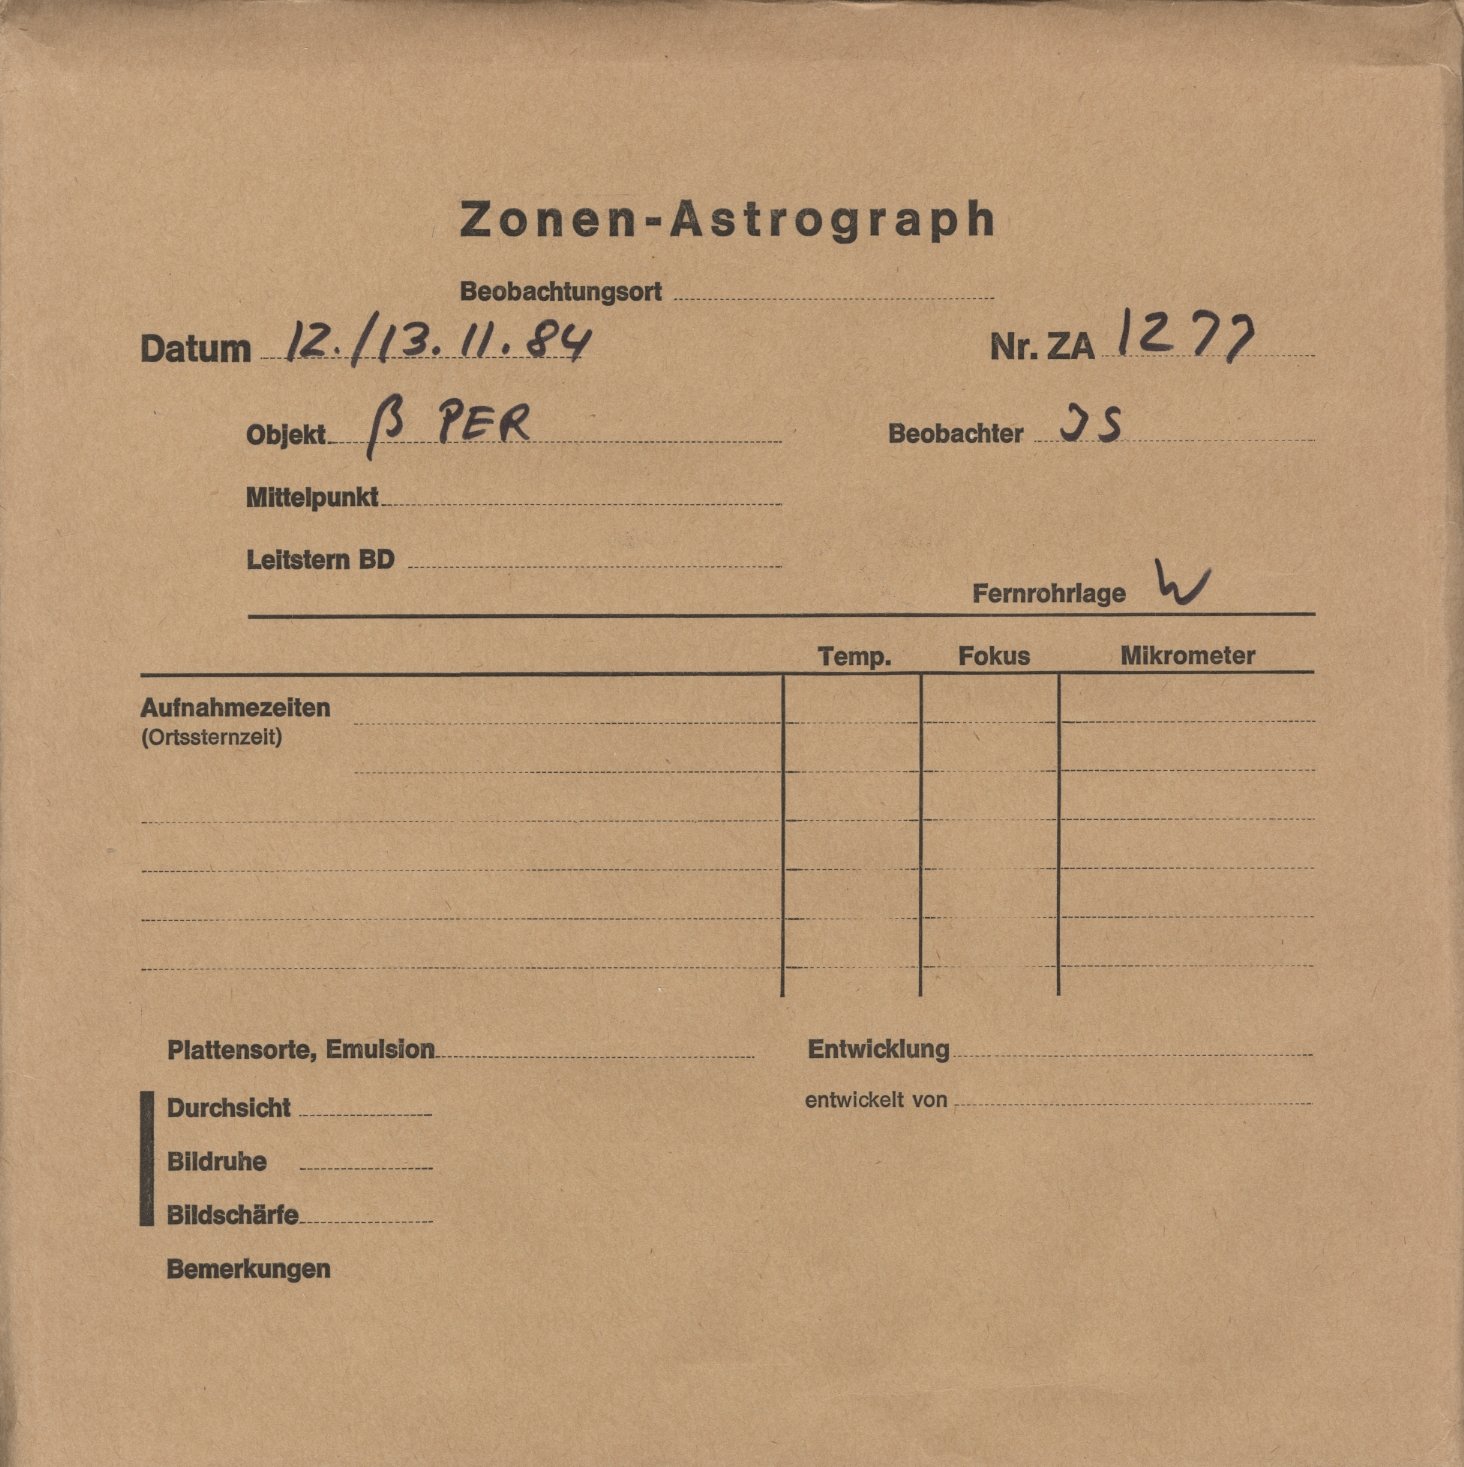 Zonen-Astrograph
Beobachtungsort
Datum 12./13.11.84 Nr. ZA 1277
Objekt β PER Beobachter JS
Mittelpunkt
Leitstern BD
Fernrohrlage W
Temp. Fokus Mikrometer
Aufnahmezeiten
(Ortssternzeit)
Plattensorte, Emulsion Entwicklung
Durchsicht entwickelt von
Bildruhe
Bildschärfe
Bemerkungen